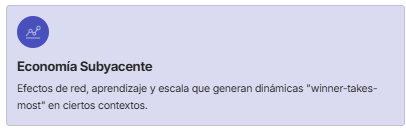 Economía Subyacente
Efectos de red, aprendizaje y escala que generan dinámicas "winner-takes-
most" en ciertos contextos.